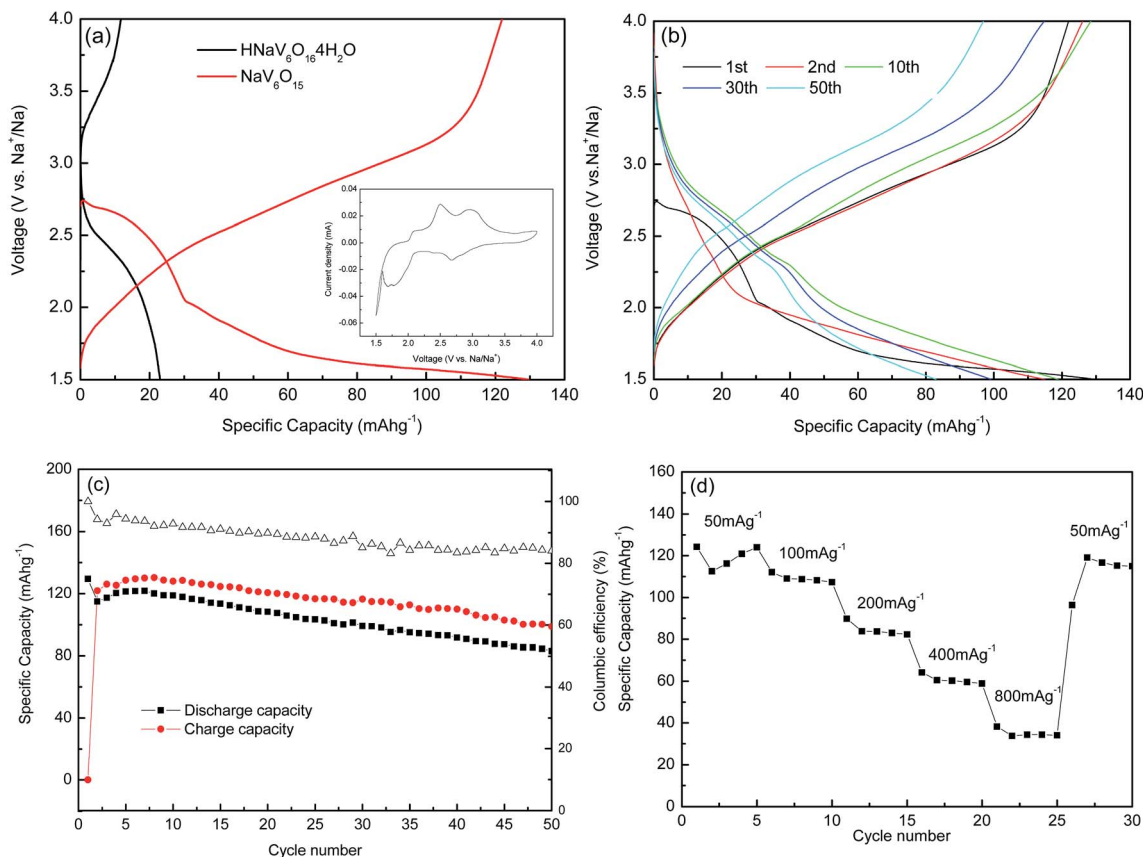 (a)
HNaV₆O₁₆4H₂O
NaV₆O₁₅
Voltage (V vs. Na⁺/Na)
4.0
3.5
3.0
2.5
2.0
1.5
0 20 40 60 80 100 120 140
Specific Capacity (mAhg⁻¹)
Current density (mA)
0.04
0.02
0.00
-0.02
-0.04
-0.06
1.5 2.0 2.5 3.0 3.5 4.0
Voltage (V vs. Na/Na⁺)
(b)
1st 2nd 10th
30th 50th
Voltage (V vs.Na⁺/Na)
4.0
3.5
3.0
2.5
2.0
1.5
0 20 40 60 80 100 120 140
Specific Capacity (mAhg⁻¹)
(c)
Specific Capacity (mAhg⁻¹)
200
180
160
140
120
100
80
60
40
20
0
Discharge capacity
Charge capacity
0 5 10 15 20 25 30 35 40 45 50
Cycle number
100
80
60
40
20
0
Columbic efficiency (%)
(d)
Specific Capacity (mAhg⁻¹)
160
140
120
100
80
60
40
20
0
50mAg⁻¹
100mAg⁻¹
200mAg⁻¹
400mAg⁻¹
800mAg⁻¹
50mAg⁻¹
0 5 10 15 20 25 30
Cycle number